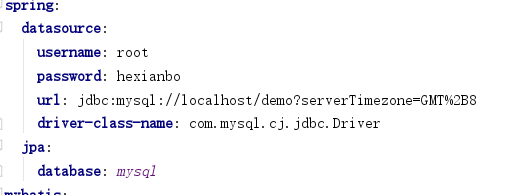 spring:
datasource:
username: root
password: hexianbo
url: jdbc:mysql://localhost/demo?serverTimezone=GMT%2B8
driver-class-name: com.mysql.cj.jdbc.Driver
jpa:
database: mysql
mybatis: